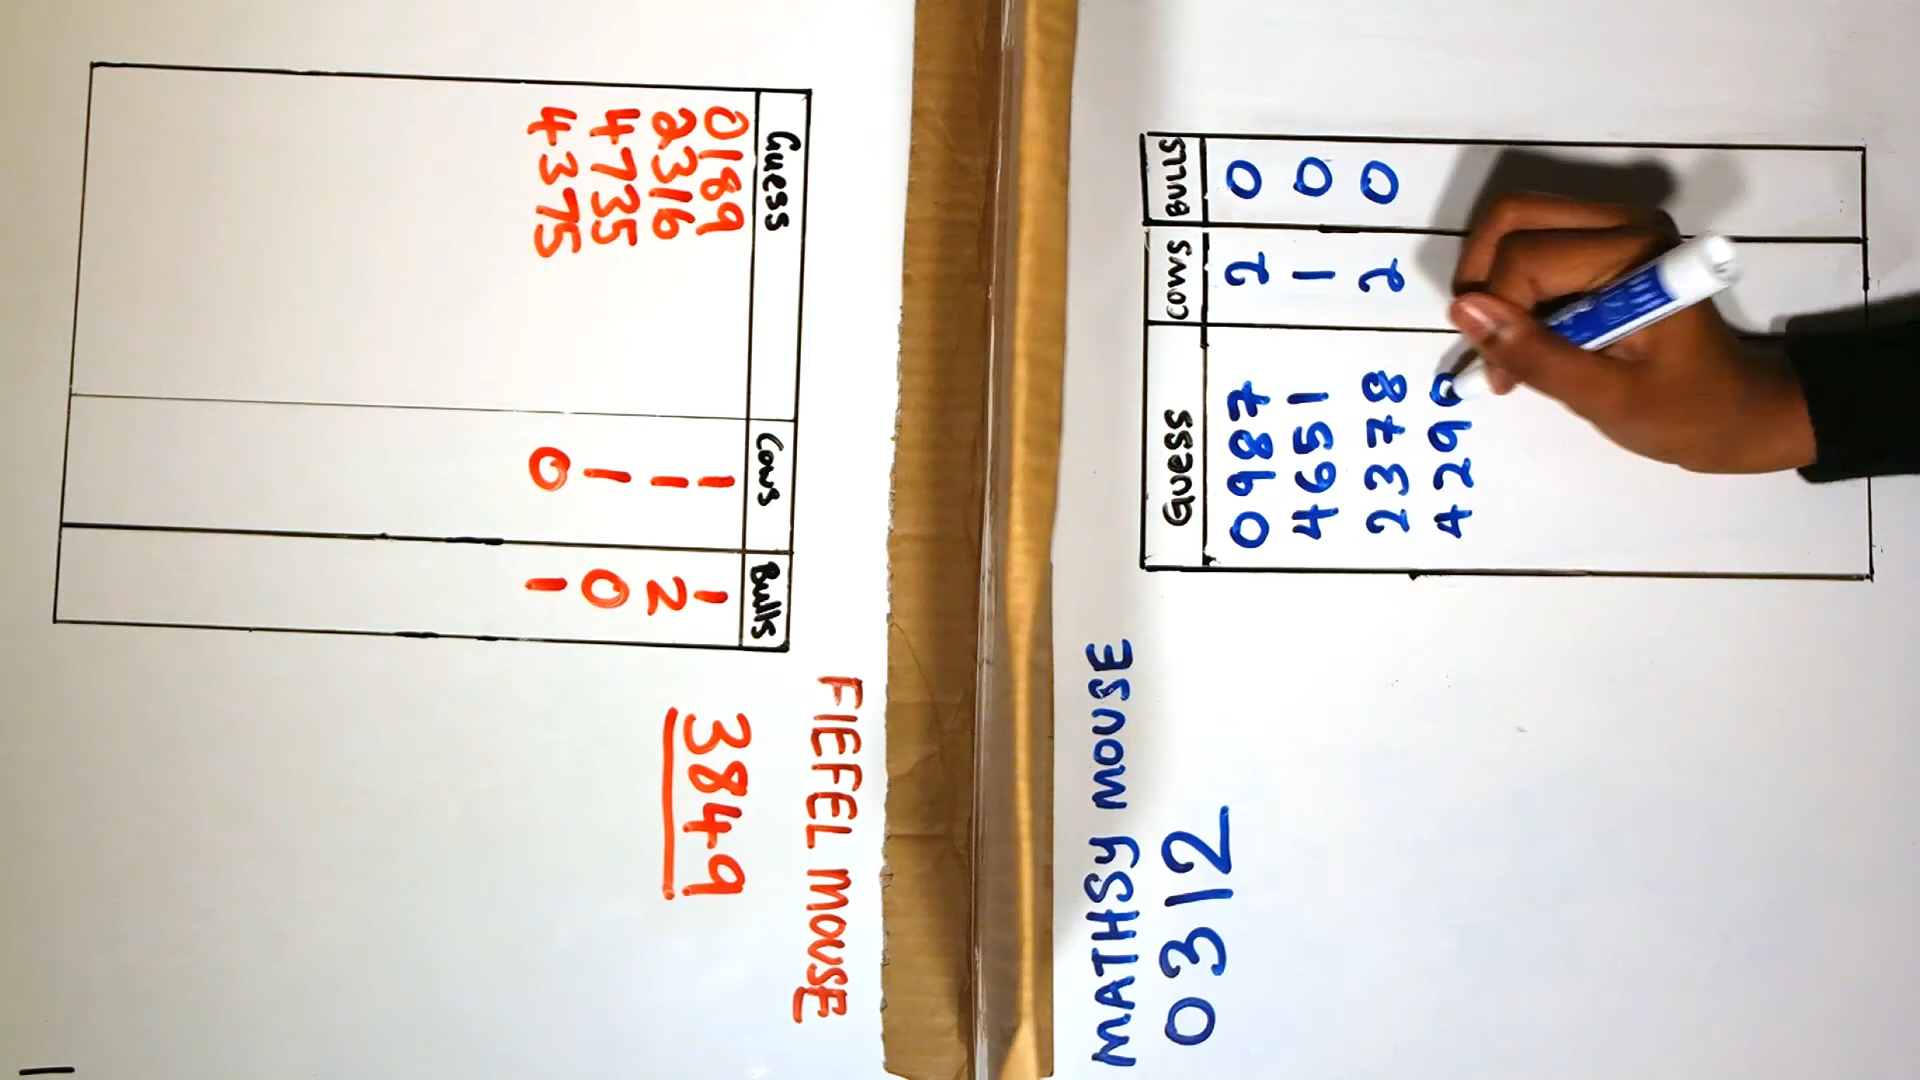 Guess Cows Bulls
0189 1 1
2316 1 2
4735 1 0
4375 0 1
FIEFEL MOUSE
3849
Guess COWS BULLS
0987 2 0
4651 1 0
2378 2 0
429
MATHSY MOUSE
0312